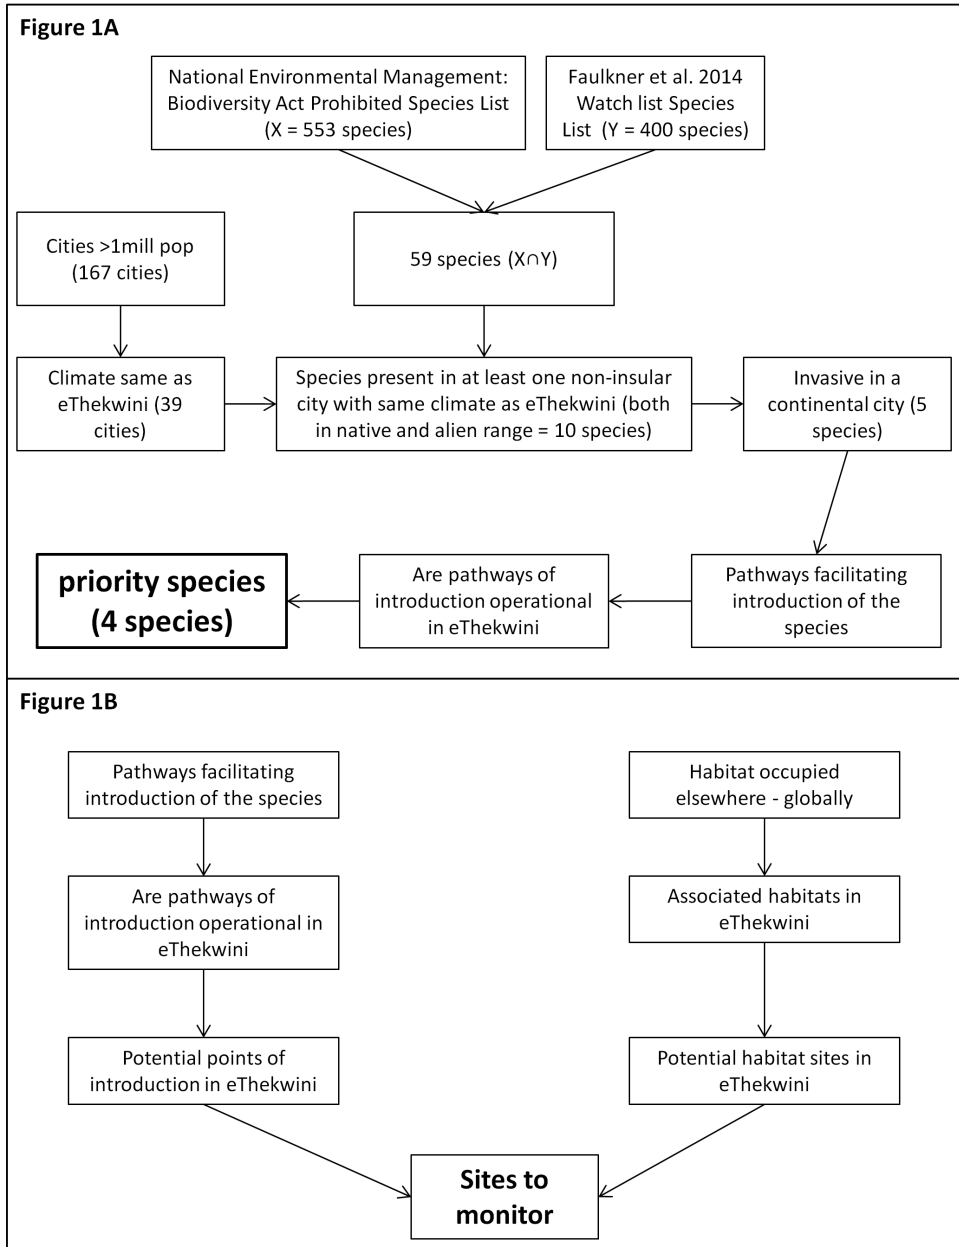 Figure 1A
National Environmental Management:
Biodiversity Act Prohibited Species List
(X = 553 species)
Faulkner et al. 2014
Watch list Species
List (Y = 400 species)
Cities >1mill pop
(167 cities)
59 species (X∩Y)
Climate same as
eThekwini (39
cities)
Species present in at least one non-insular
city with same climate as eThekwini (both
in native and alien range = 10 species)
Invasive in a
continental city (5
species)
priority species
(4 species)
Are pathways of
introduction operational
in eThekwini
Pathways facilitating
introduction of the
species
Figure 1B
Pathways facilitating
introduction of the species
Habitat occupied
elsewhere - globally
Are pathways of
introduction operational in
eThekwini
Associated habitats in
eThekwini
Potential points of
introduction in eThekwini
Potential habitat sites in
eThekwini
Sites to
monitor